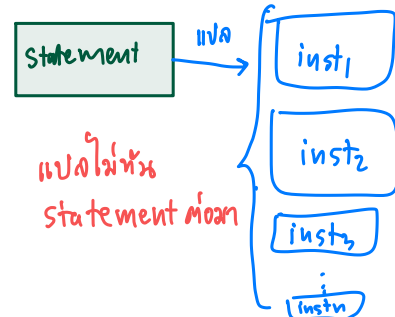 statement
แปล
inst1
inst2
แปลไม่ทัน
statement ต่อมา
inst3
instn